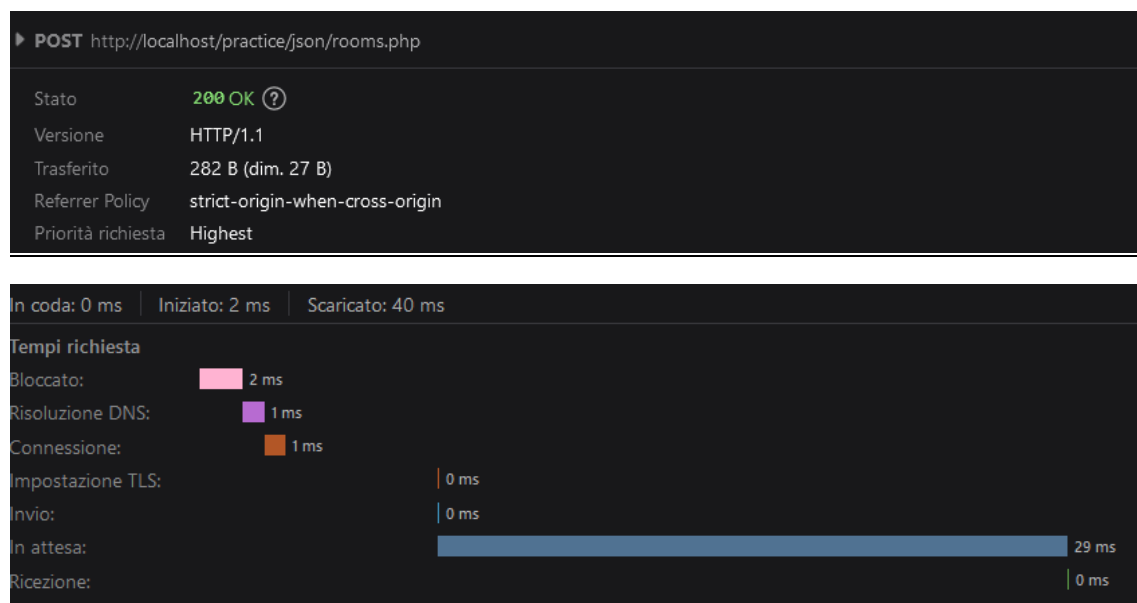 POST http://localhost/practice/json/rooms.php
Stato 200 OK ?
Versione HTTP/1.1
Trasferito 282 B (dim. 27 B)
Referrer Policy strict-origin-when-cross-origin
Priorità richiesta Highest
In coda: 0 ms Iniziato: 2 ms Scaricato: 40 ms
Tempi richiesta
Bloccato: 2 ms
Risoluzione DNS: 1 ms
Connessione: 1 ms
Impostazione TLS: 0 ms
Invio: 0 ms
In attesa: 29 ms
Ricezione: 0 ms